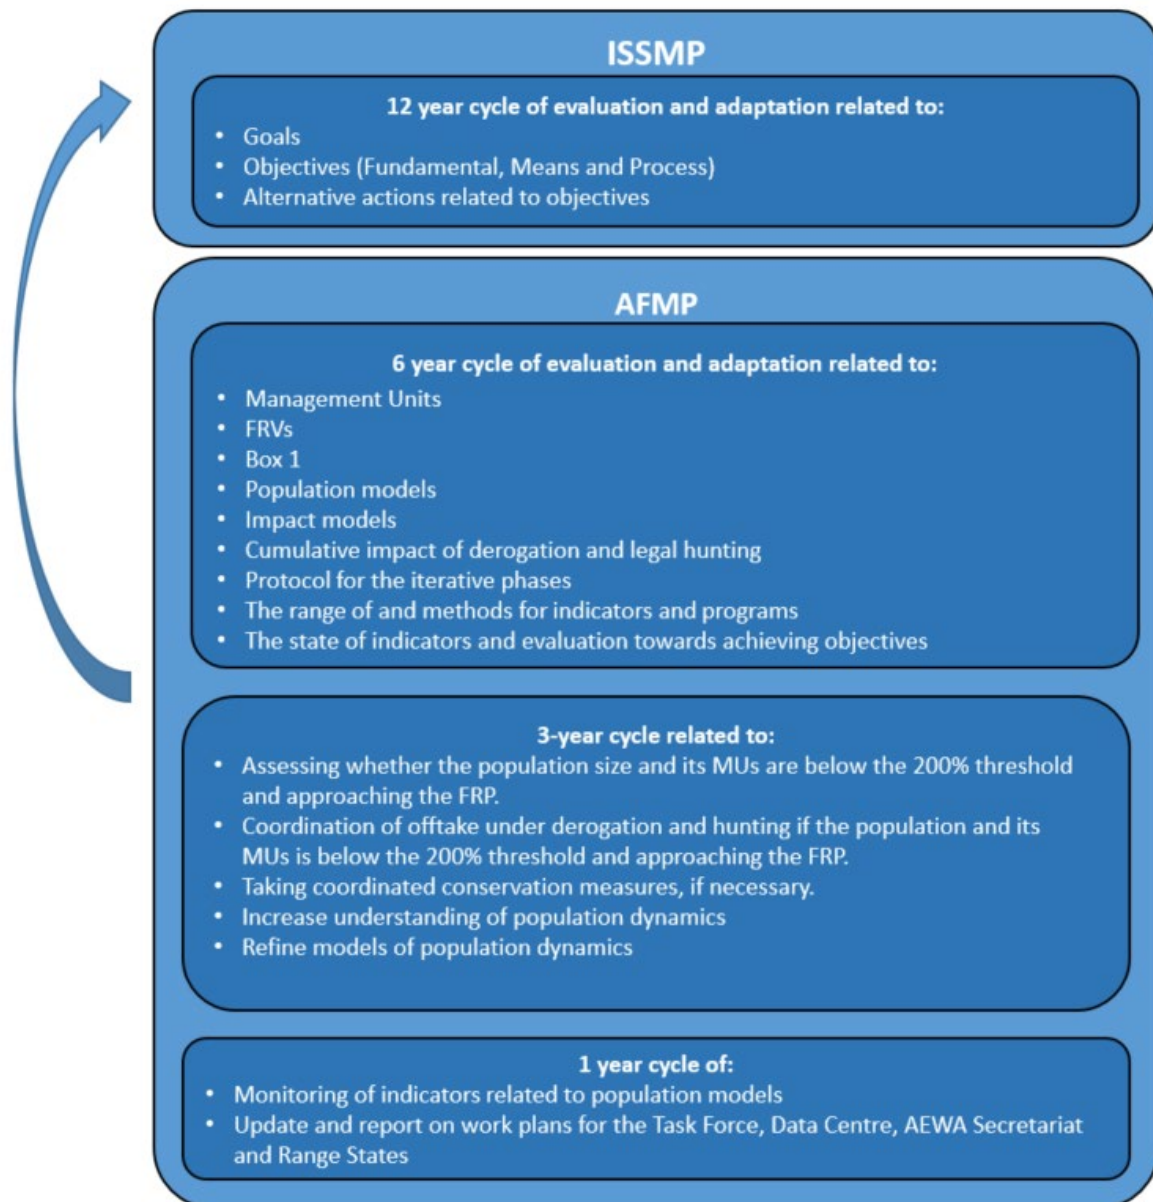 ISSMP
12 year cycle of evaluation and adaptation related to:
• Goals
• Objectives (Fundamental, Means and Process)
• Alternative actions related to objectives
AFMP
6 year cycle of evaluation and adaptation related to:
• Management Units
• FRVs
• Box 1
• Population models
• Impact models
• Cumulative impact of derogation and legal hunting
• Protocol for the iterative phases
• The range of and methods for indicators and programs
• The state of indicators and evaluation towards achieving objectives
3-year cycle related to:
• Assessing whether the population size and its MUs are below the 200% threshold
and approaching the FRP.
• Coordination of offtake under derogation and hunting if the population and its
MUs is below the 200% threshold and approaching the FRP.
• Taking coordinated conservation measures, if necessary.
• Increase understanding of population dynamics
• Refine models of population dynamics
1 year cycle of:
• Monitoring of indicators related to population models
• Update and report on work plans for the Task Force, Data Centre, AEWA Secretariat
and Range States